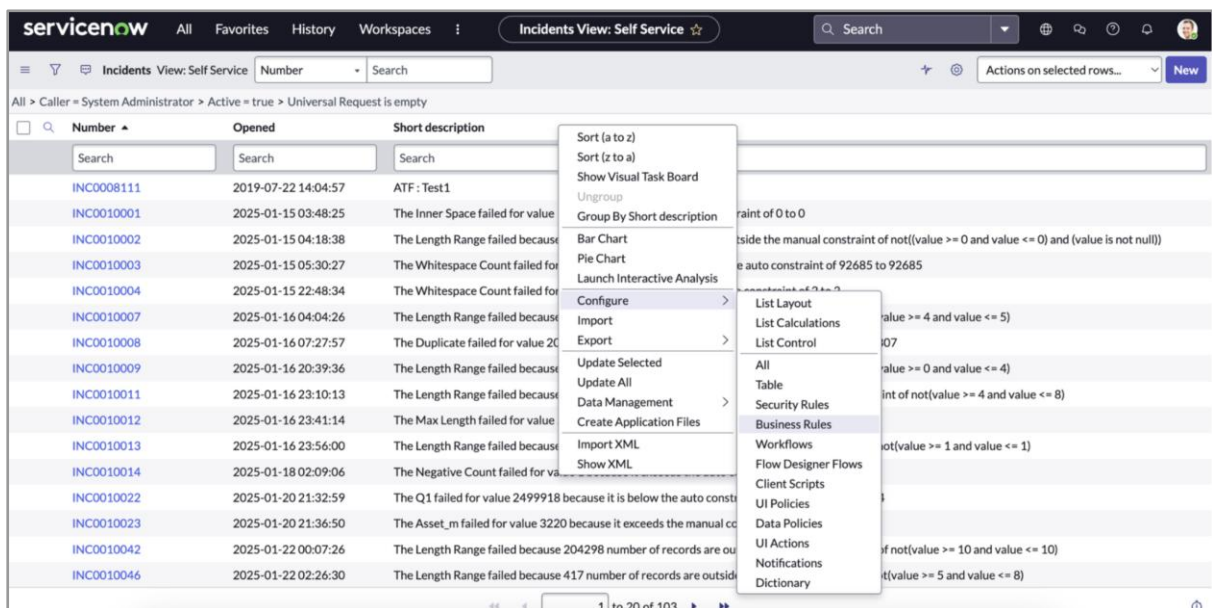 servicenow All Favorites History Workspaces Incidents View: Self Service Search
Incidents View: Self Service Number Search Actions on selected rows... New
All > Caller = System Administrator > Active = true > Universal Request is empty
Number Opened Short description
Search Search Search
INC0008111 2019-07-22 14:04:57 ATF : Test1
INC0010001 2025-01-15 03:48:25 The Inner Space failed for value raint of 0 to 0
INC0010002 2025-01-15 04:18:38 The Length Range failed because tside the manual constraint of not((value >= 0 and value <= 0) and (value is not null))
INC0010003 2025-01-15 05:30:27 The Whitespace Count failed for e auto constraint of 92685 to 92685
INC0010004 2025-01-15 22:48:34 The Whitespace Count failed for
INC0010007 2025-01-16 04:04:26 The Length Range failed because alue >= 4 and value <= 5)
INC0010008 2025-01-16 07:27:57 The Duplicate failed for value 20 07
INC0010009 2025-01-16 20:39:36 The Length Range failed because alue >= 0 and value <= 4)
INC0010011 2025-01-16 23:10:13 The Length Range failed because int of not(value >= 4 and value <= 8)
INC0010012 2025-01-16 23:41:14 The Max Length failed for value
INC0010013 2025-01-16 23:56:00 The Length Range failed because ot(value >= 1 and value <= 1)
INC0010014 2025-01-18 02:09:06 The Negative Count failed for va
INC0010022 2025-01-20 21:32:59 The Q1 failed for value 2499918 because it is below the auto constr
INC0010023 2025-01-20 21:36:50 The Asset_m failed for value 3220 because it exceeds the manual co
INC0010042 2025-01-22 00:07:26 The Length Range failed because 204298 number of records are ou f not(value >= 10 and value <= 10)
INC0010046 2025-01-22 02:26:30 The Length Range failed because 417 number of records are outsid t(value >= 5 and value <= 8)
1 to 20 of 103
Sort (a to z)
Sort (z to a)
Show Visual Task Board
Ungroup
Group By Short description
Bar Chart
Pie Chart
Launch Interactive Analysis
Configure
Import
Export
Update Selected
Update All
Data Management
Create Application Files
Import XML
Show XML
List Layout
List Calculations
List Control
All
Table
Security Rules
Business Rules
Workflows
Flow Designer Flows
Client Scripts
UI Policies
Data Policies
UI Actions
Notifications
Dictionary